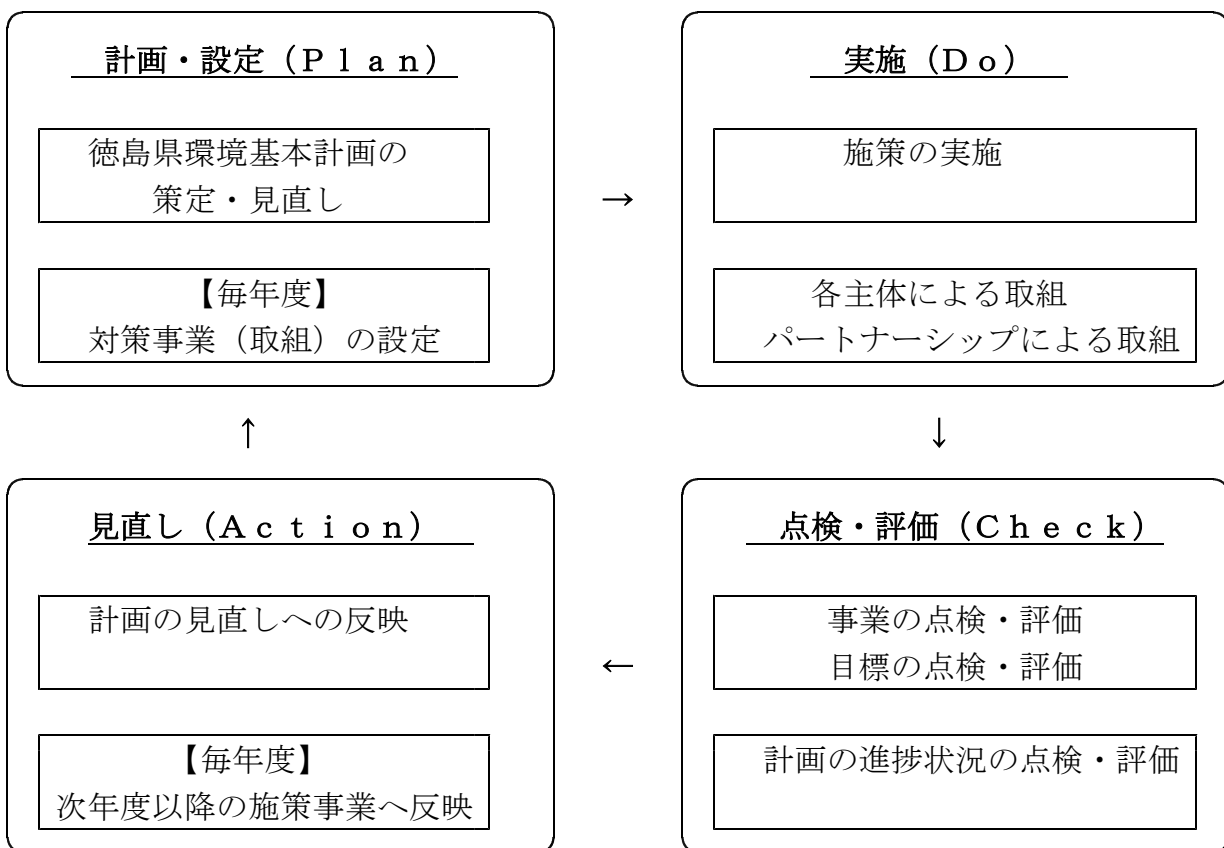 計画・設定（Ｐｌａｎ）
徳島県環境基本計画の
策定・見直し
【毎年度】
対策事業（取組）の設定
→
実施（Ｄｏ）
施策の実施
各主体による取組
パートナーシップによる取組
↓
点検・評価（Ｃｈｅｃｋ）
事業の点検・評価
目標の点検・評価
計画の進捗状況の点検・評価
←
見直し（Ａｃｔｉｏｎ）
計画の見直しへの反映
【毎年度】
次年度以降の施策事業へ反映
↑